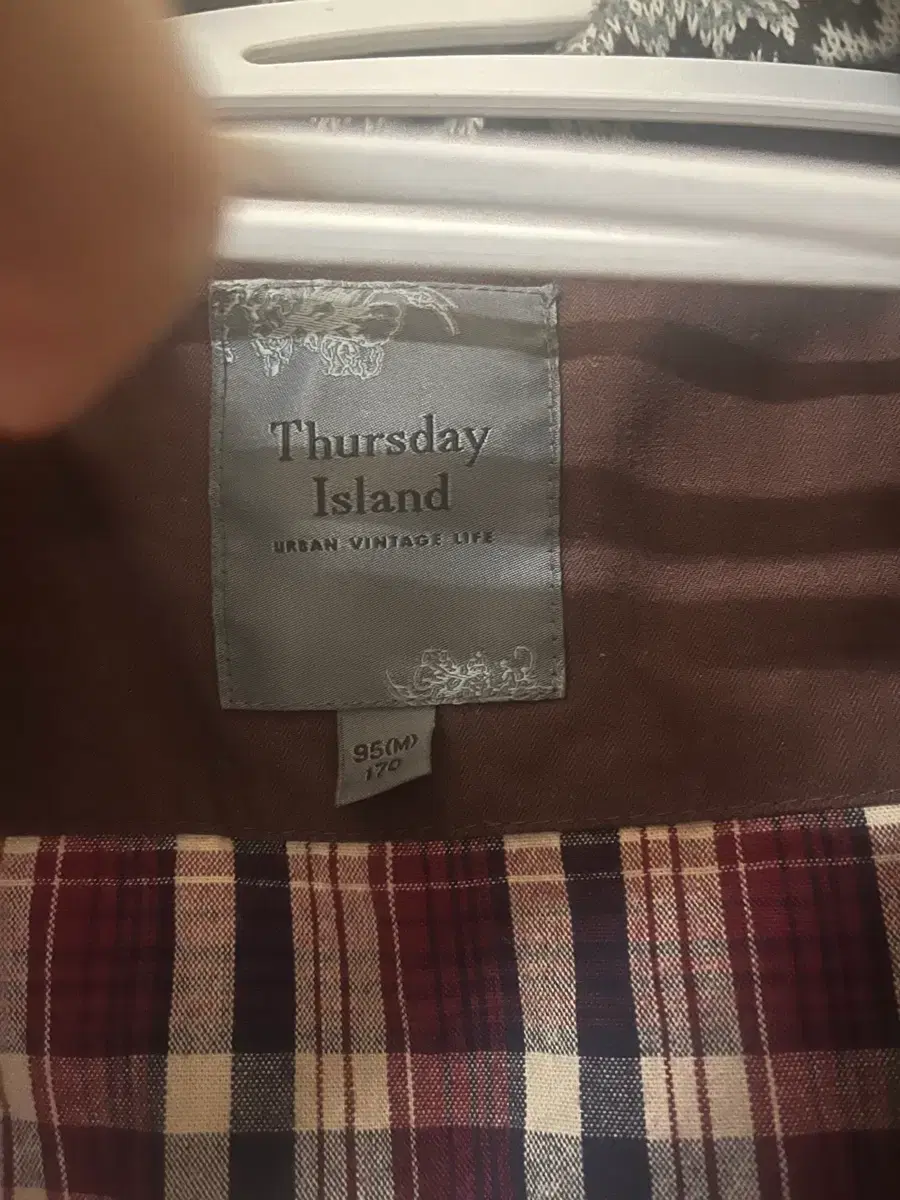 Thursday
Island
URBAN VINTAGE LIFE
95(M)
170